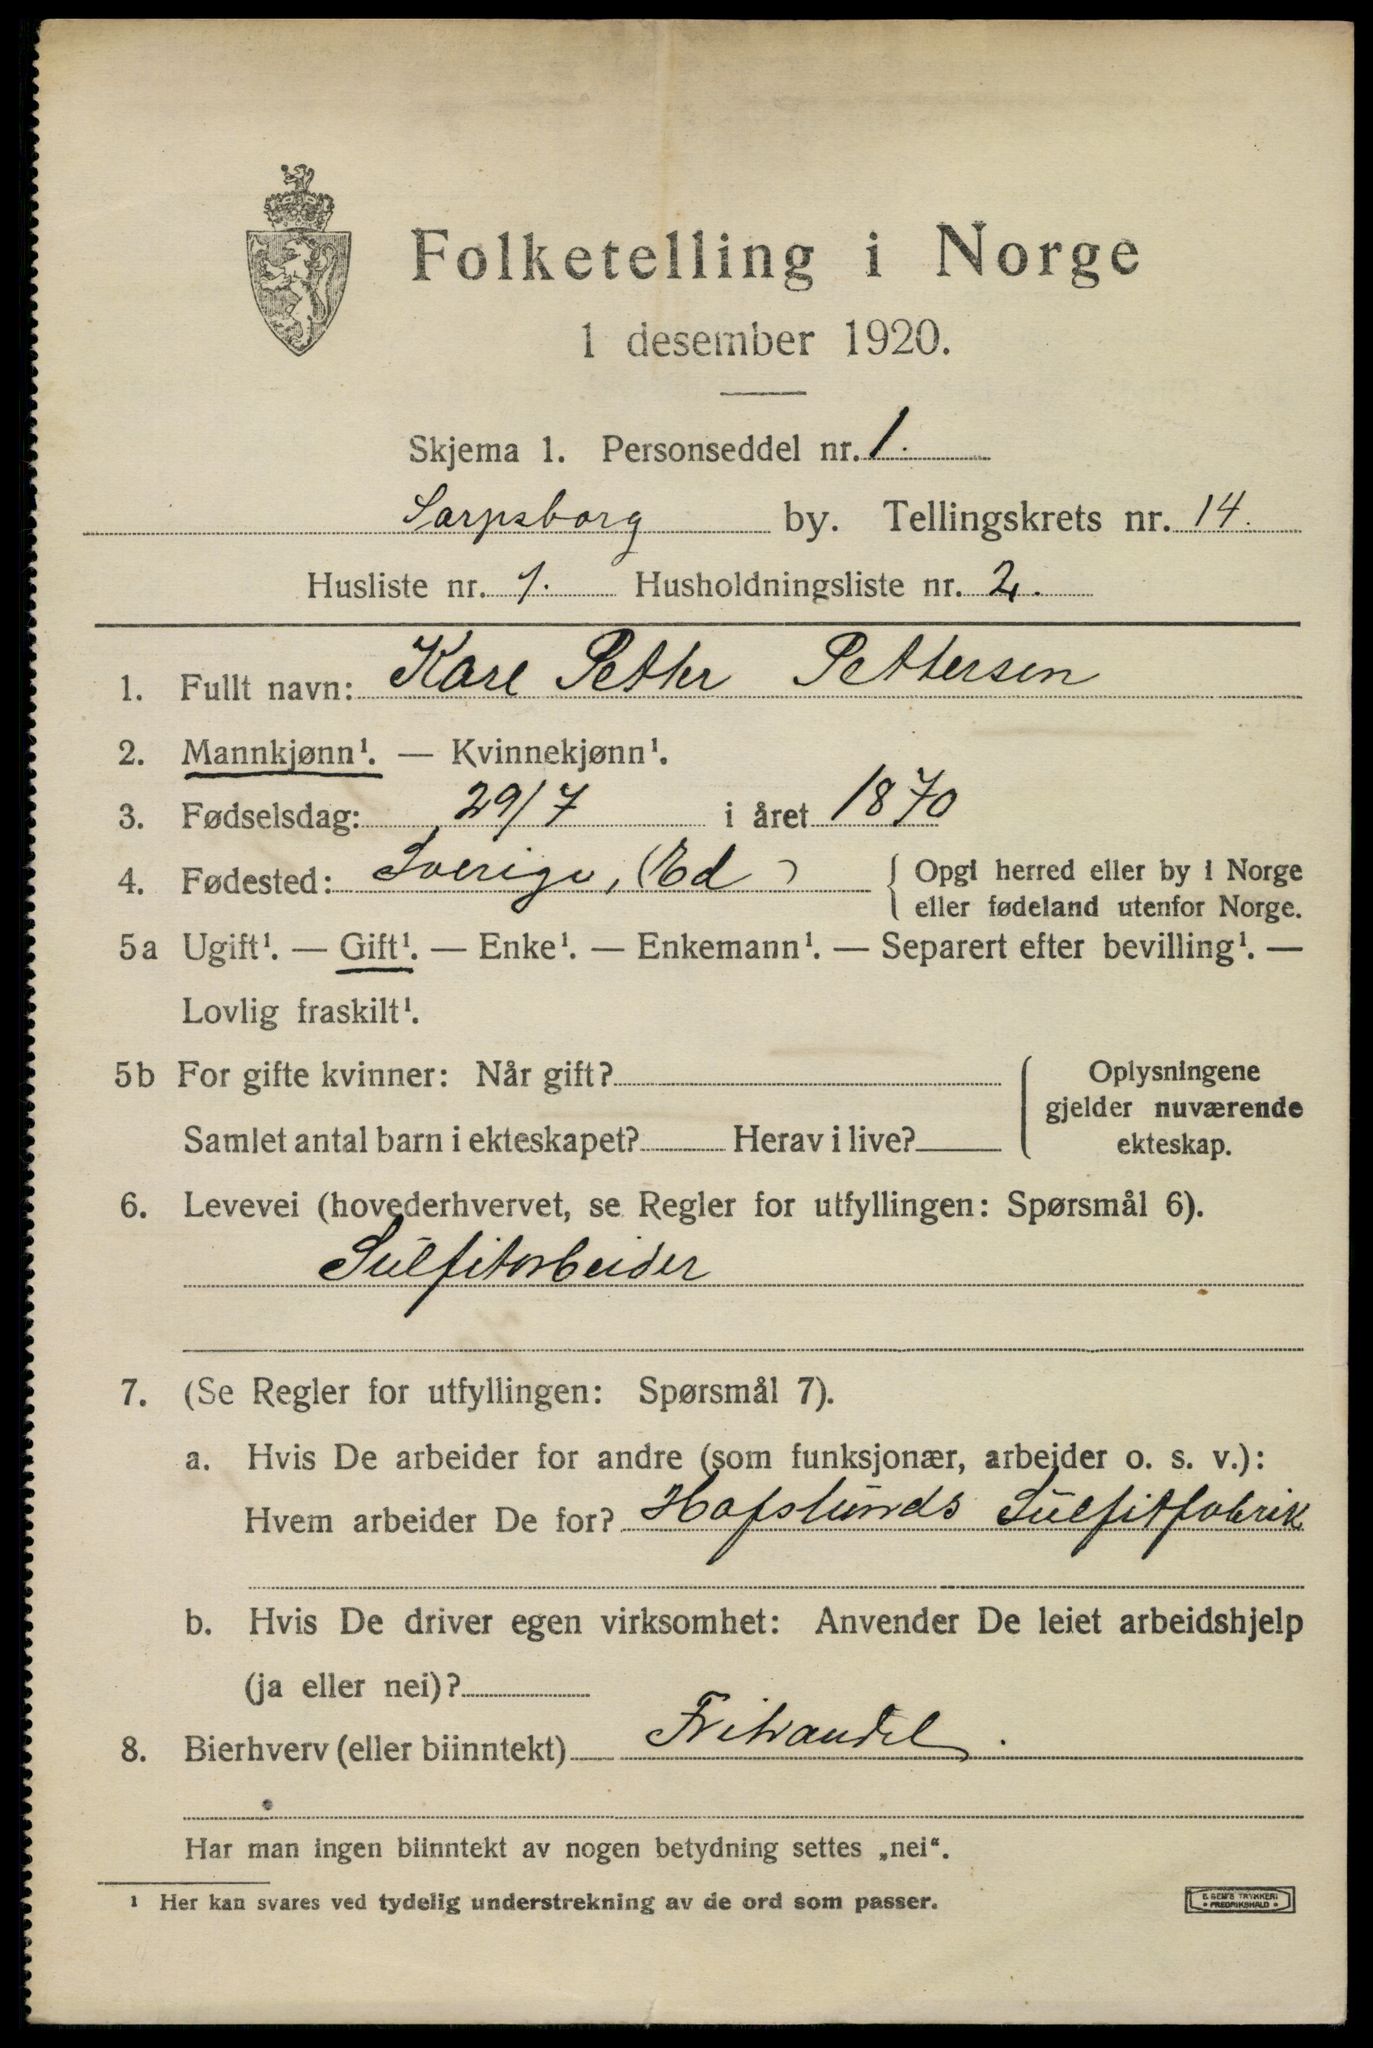 Folketelling i Norge
1 desember 1920.
Skjema 1. Personseddel nr. 1.
Sarpsborg by. Tellingskrets nr. 14.
Husliste nr. 1. Husholdningsliste nr. 2.
1. Fullt navn: Karl Petter Pettersen
2. Mannkjønn¹. — Kvinnekjønn¹.
3. Fødselsdag: 29/7 i året 1870
4. Fødested: Sverige, (Ed) { Opgi herred eller by i Norge
eller fødeland utenfor Norge.
5a Ugift¹. — Gift¹. — Enke¹. — Enkemann¹. — Separert efter bevilling¹. —
Lovlig fraskilt¹.
5b For gifte kvinner: Når gift? { Oplysningene
gjelder nuværende
Samlet antal barn i ekteskapet? Herav i live? ekteskap.
6. Levevei (hovederhvervet, se Regler for utfyllingen: Spørsmål 6).
Sulfitarbeider
7. (Se Regler for utfyllingen: Spørsmål 7).
a. Hvis De arbeider for andre (som funksjonær, arbeider o. s. v.):
Hvem arbeider De for? Hafslunds Sulfitfabrik
b. Hvis De driver egen virksomhet: Anvender De leiet arbeidshjelp
(ja eller nei)?
8. Bierhverv (eller biinntekt) Frihandel.
Har man ingen biinntekt av nogen betydning settes „nei“.
¹ Her kan svares ved tydelig understrekning av de ord som passer.
E. SEM'S TRYKKERI
* FREDRIKSHALD *